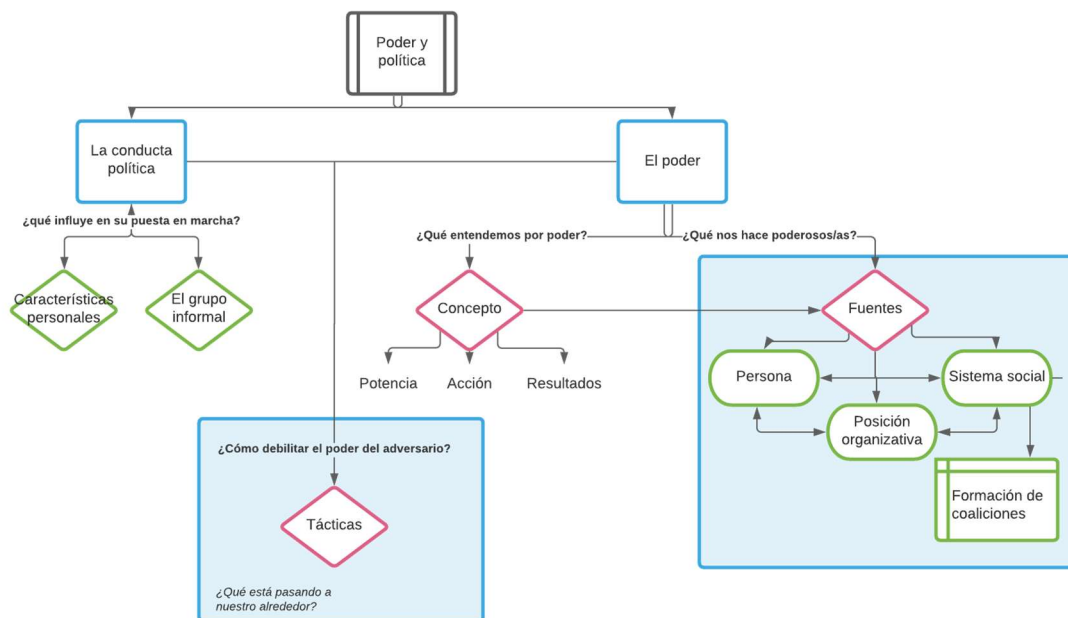 Poder y
política
La conducta
política
El poder
¿qué influye en su puesta en marcha?
¿Qué entendemos por poder?
¿Qué nos hace poderosos/as?
Características
personales
El grupo
informal
Concepto
Fuentes
Potencia
Acción
Resultados
Persona
Sistema social
Posición
organizativa
¿Cómo debilitar el poder del adversario?
Formación de
coaliciones
Tácticas
¿Qué está pasando a
nuestro alrededor?